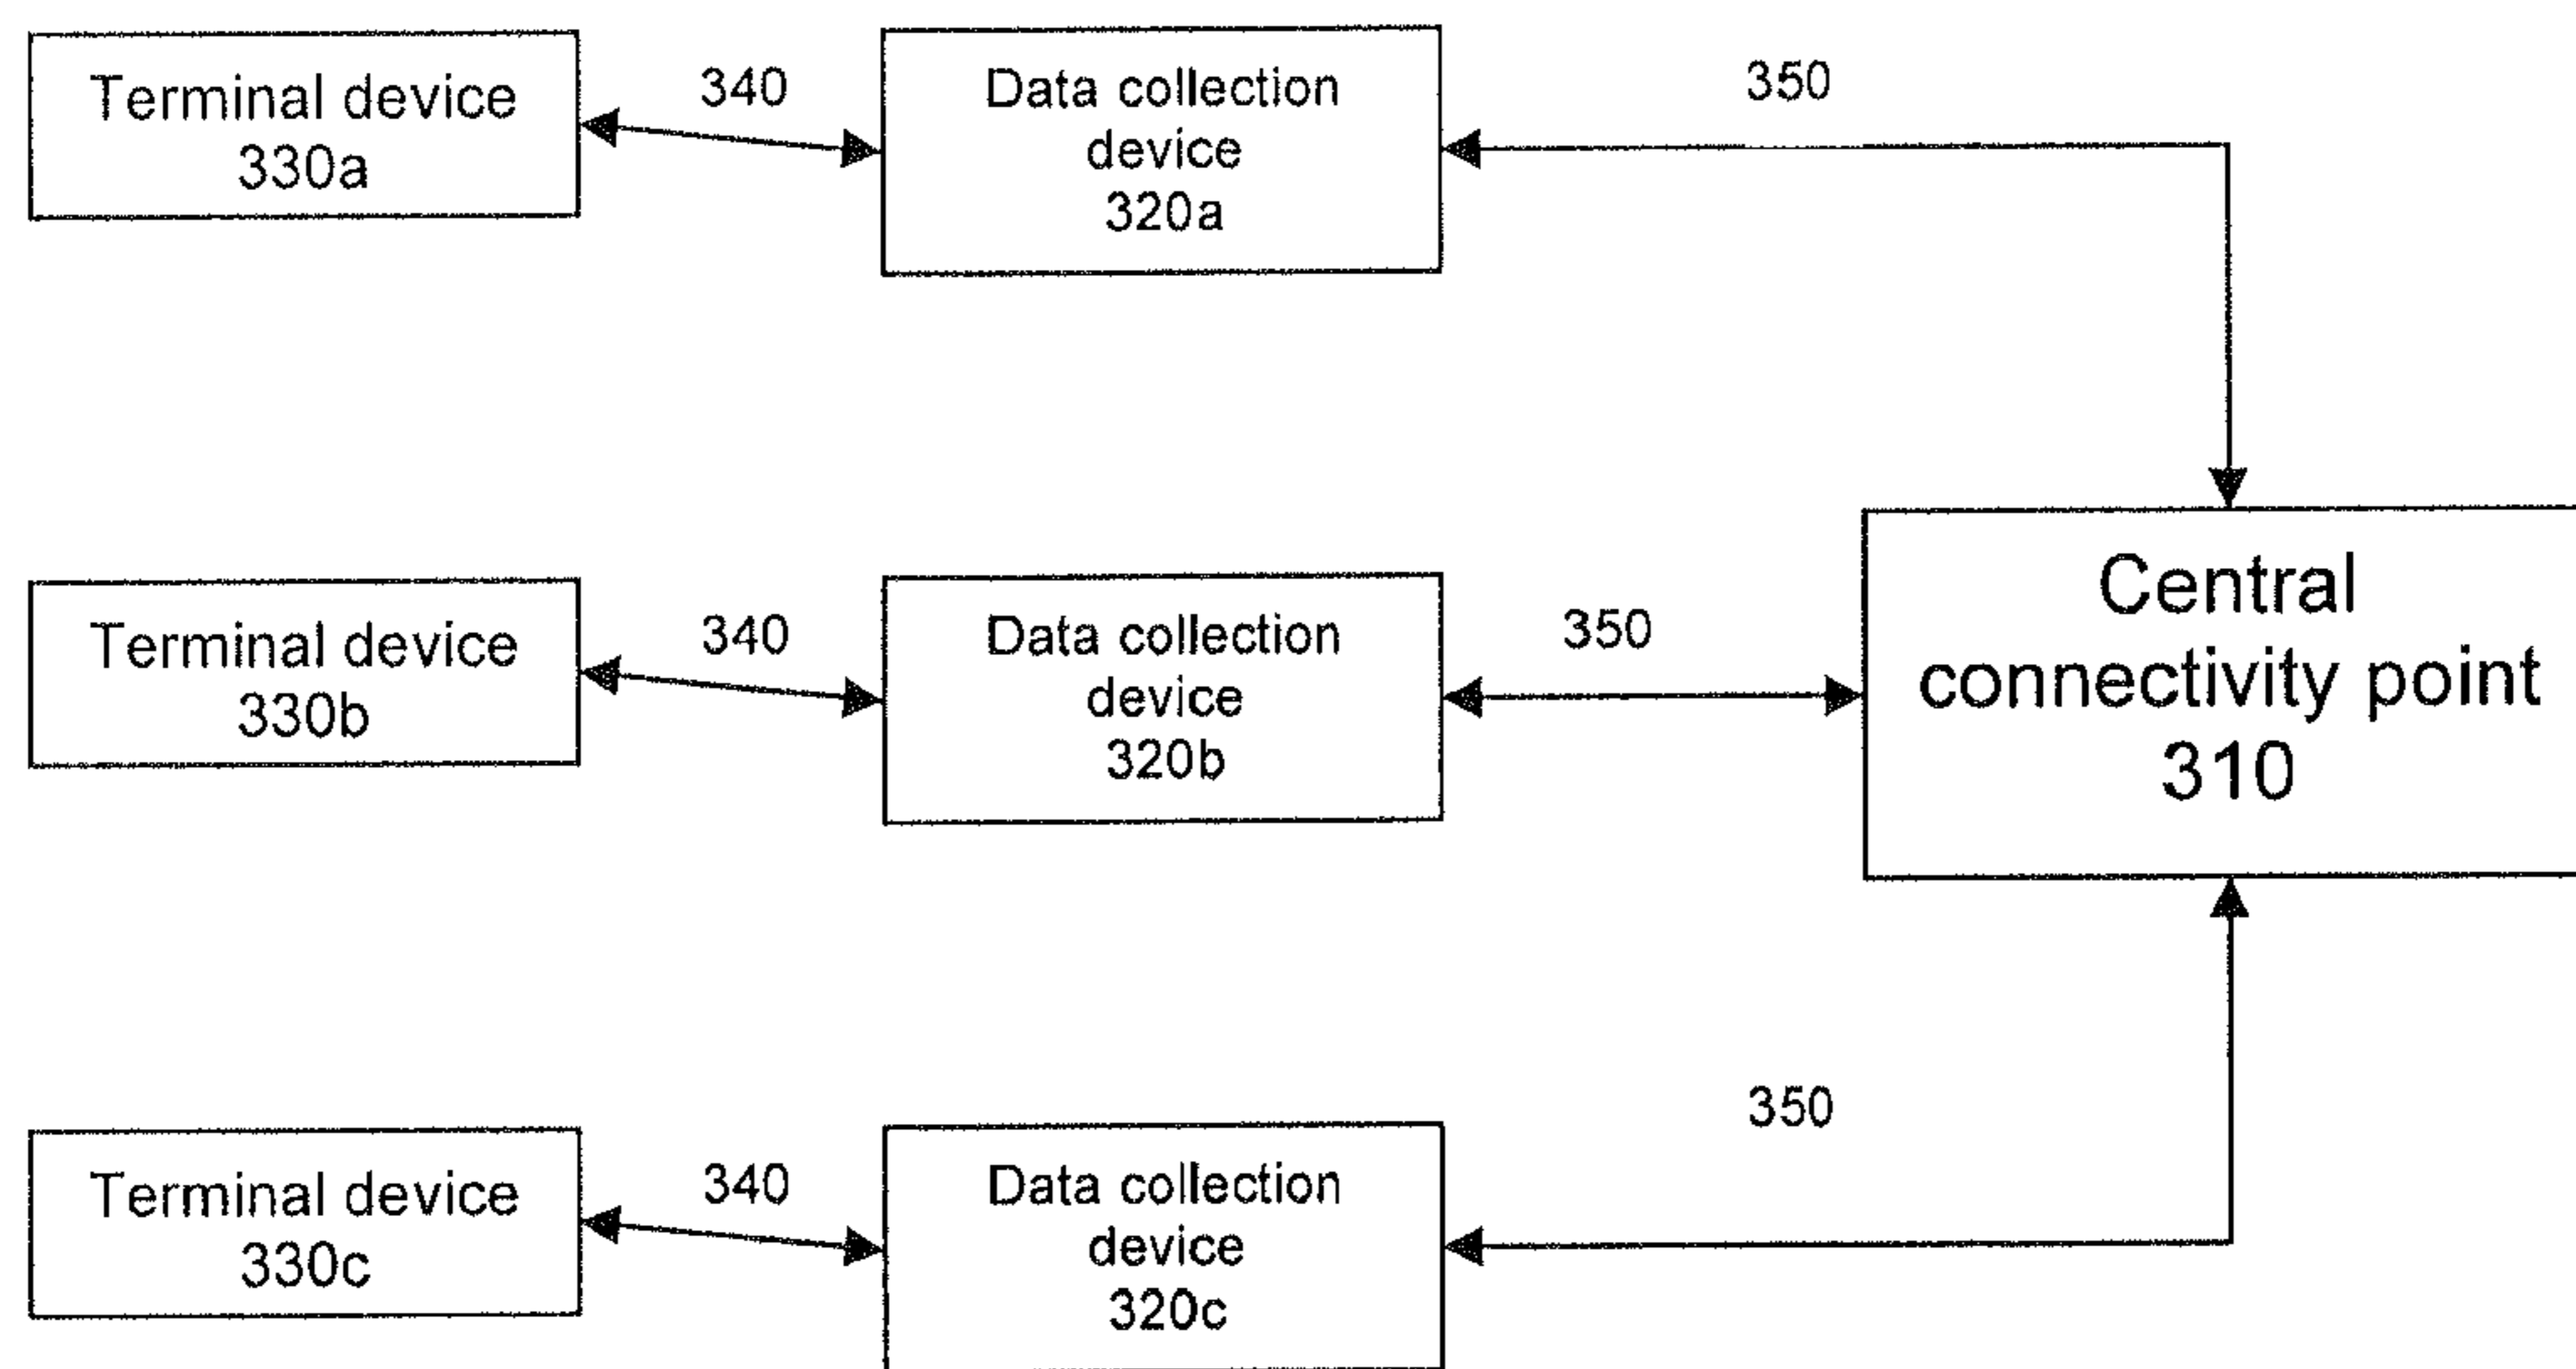 Terminal device
330a
340
Data collection
device
320a
350
Terminal device
330b
340
Data collection
device
320b
350
Central
connectivity point
310
Terminal device
330c
340
Data collection
device
320c
350